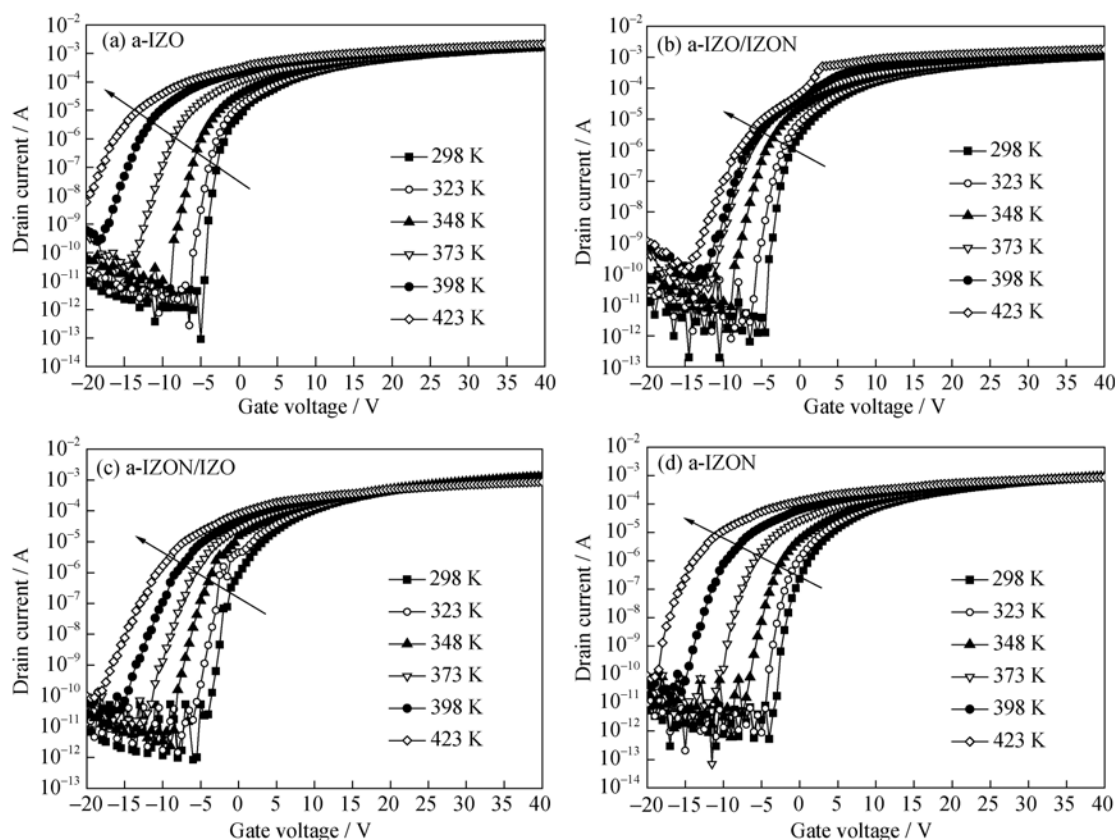 (a) a-IZO
10⁻²
10⁻³
10⁻⁴
10⁻⁵
10⁻⁶
10⁻⁷
10⁻⁸
10⁻⁹
10⁻¹⁰
10⁻¹¹
10⁻¹²
10⁻¹³
10⁻¹⁴
Drain current / A
298 K
323 K
348 K
373 K
398 K
423 K
−20 −15 −10 −5 0 5 10 15 20 25 30 35 40
Gate voltage / V
(b) a-IZO/IZON
10⁻²
10⁻³
10⁻⁴
10⁻⁵
10⁻⁶
10⁻⁷
10⁻⁸
10⁻⁹
10⁻¹⁰
10⁻¹¹
10⁻¹²
10⁻¹³
Drain current / A
298 K
323 K
348 K
373 K
398 K
423 K
−20 −15 −10 −5 0 5 10 15 20 25 30 35 40
Gate voltage / V
(c) a-IZON/IZO
10⁻²
10⁻³
10⁻⁴
10⁻⁵
10⁻⁶
10⁻⁷
10⁻⁸
10⁻⁹
10⁻¹⁰
10⁻¹¹
10⁻¹²
10⁻¹³
Drain current / A
298 K
323 K
348 K
373 K
398 K
423 K
−20 −15 −10 −5 0 5 10 15 20 25 30 35 40
Gate voltage / V
(d) a-IZON
10⁻²
10⁻³
10⁻⁴
10⁻⁵
10⁻⁶
10⁻⁷
10⁻⁸
10⁻⁹
10⁻¹⁰
10⁻¹¹
10⁻¹²
10⁻¹³
10⁻¹⁴
Drain current / A
298 K
323 K
348 K
373 K
398 K
423 K
−20 −15 −10 −5 0 5 10 15 20 25 30 35 40
Gate voltage / V